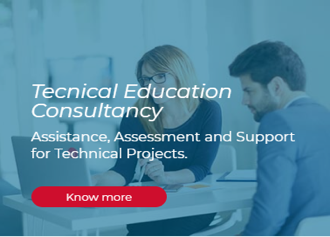 Tecnical Education
Consultancy
Assistance, Assessment and Support
for Technical Projects.
Know more